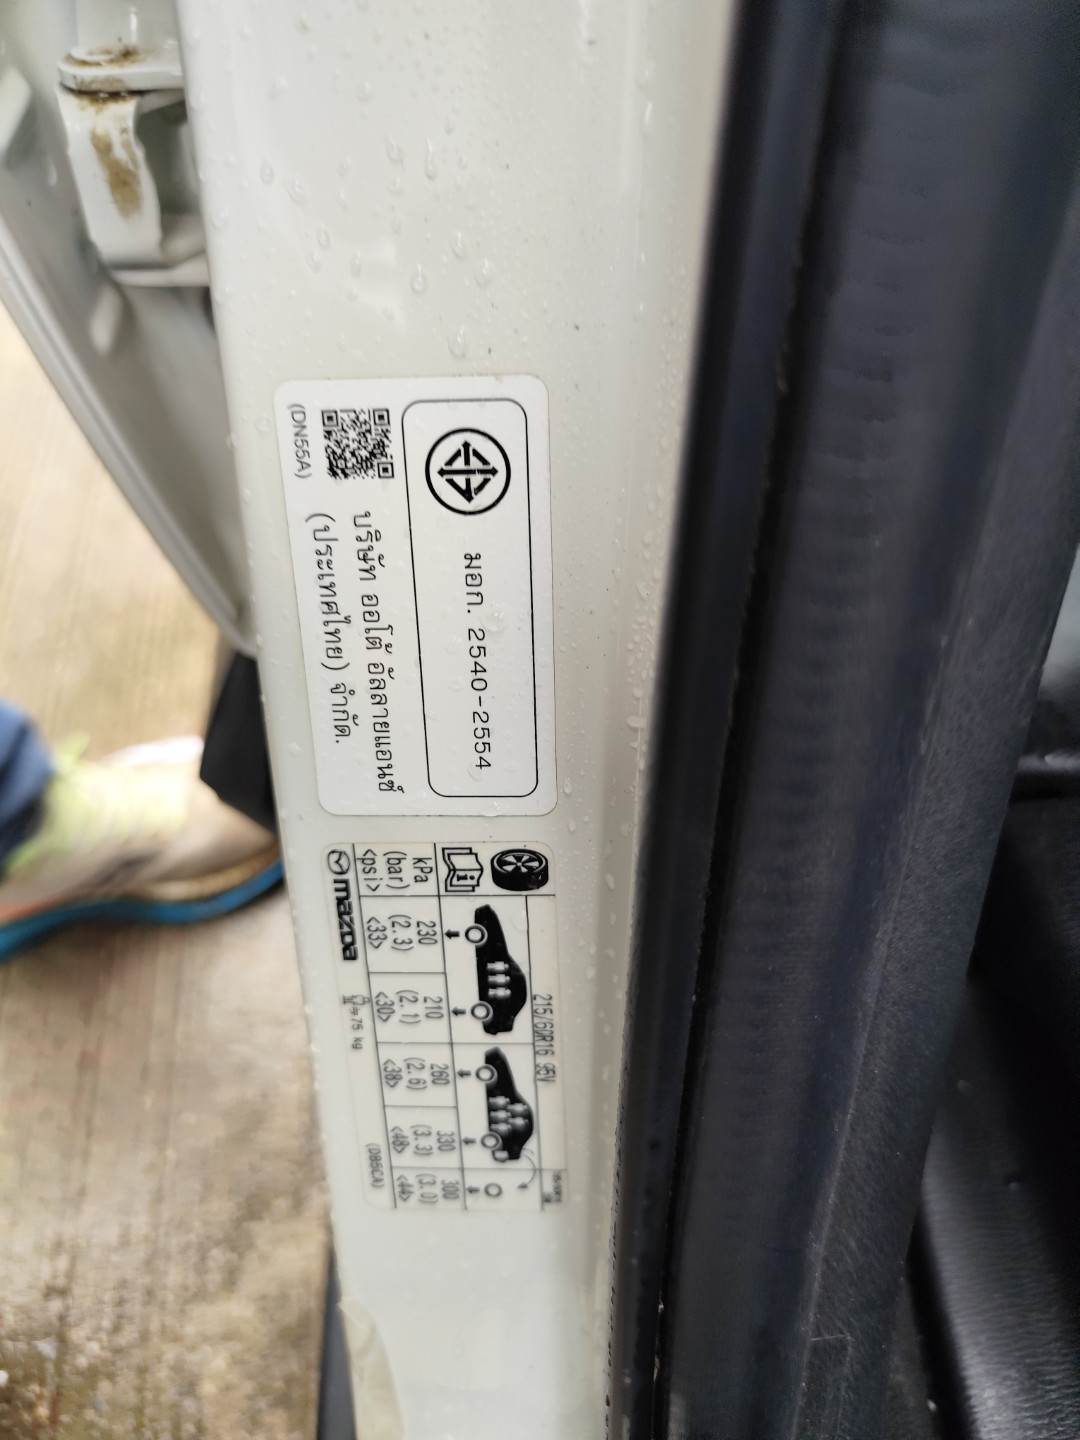 มอก. 2540-2554
บริษัท ออโต้ อัลลายแอนซ์
(ประเทศไทย) จำกัด.
(DN55A)
215/60R16 95V
kPa 230 210 260 330 300
(bar) (2.3) (2.1) (2.6) (3.3) (3.0)
<psi> <33> <30> <38> <48> <44>
mazda
=75 kg